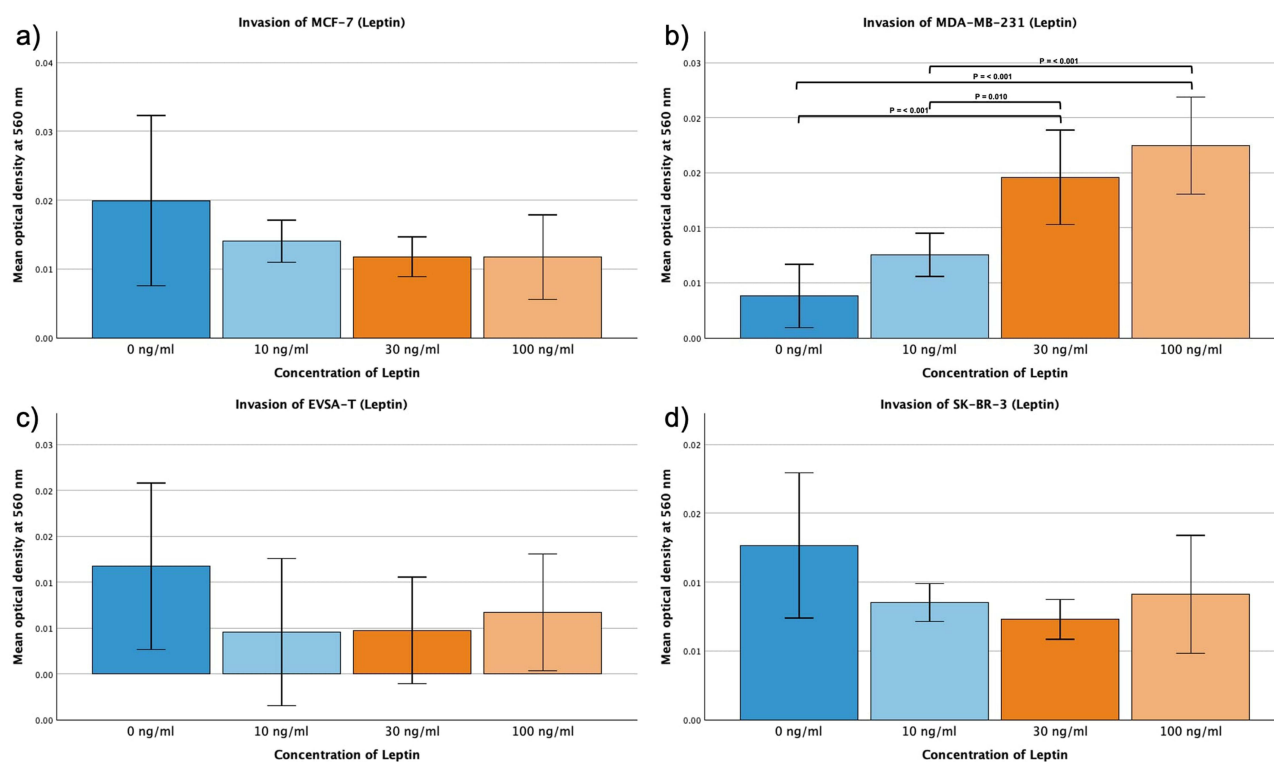 a)
Invasion of MCF-7 (Leptin)
Mean optical density at 560 nm
0.04
0.03
0.02
0.01
0.00
0 ng/ml
10 ng/ml
30 ng/ml
100 ng/ml
Concentration of Leptin
b)
Invasion of MDA-MB-231 (Leptin)
Mean optical density at 560 nm
0.03
0.02
0.02
0.01
0.01
0.00
P = < 0.001
P = < 0.001
P = 0.010
P = < 0.001
0 ng/ml
10 ng/ml
30 ng/ml
100 ng/ml
Concentration of Leptin
c)
Invasion of EVSA-T (Leptin)
Mean optical density at 560 nm
0.03
0.02
0.02
0.01
0.01
0.00
0.00
0 ng/ml
10 ng/ml
30 ng/ml
100 ng/ml
Concentration of Leptin
d)
Invasion of SK-BR-3 (Leptin)
Mean optical density at 560 nm
0.02
0.02
0.01
0.01
0.00
0 ng/ml
10 ng/ml
30 ng/ml
100 ng/ml
Concentration of Leptin